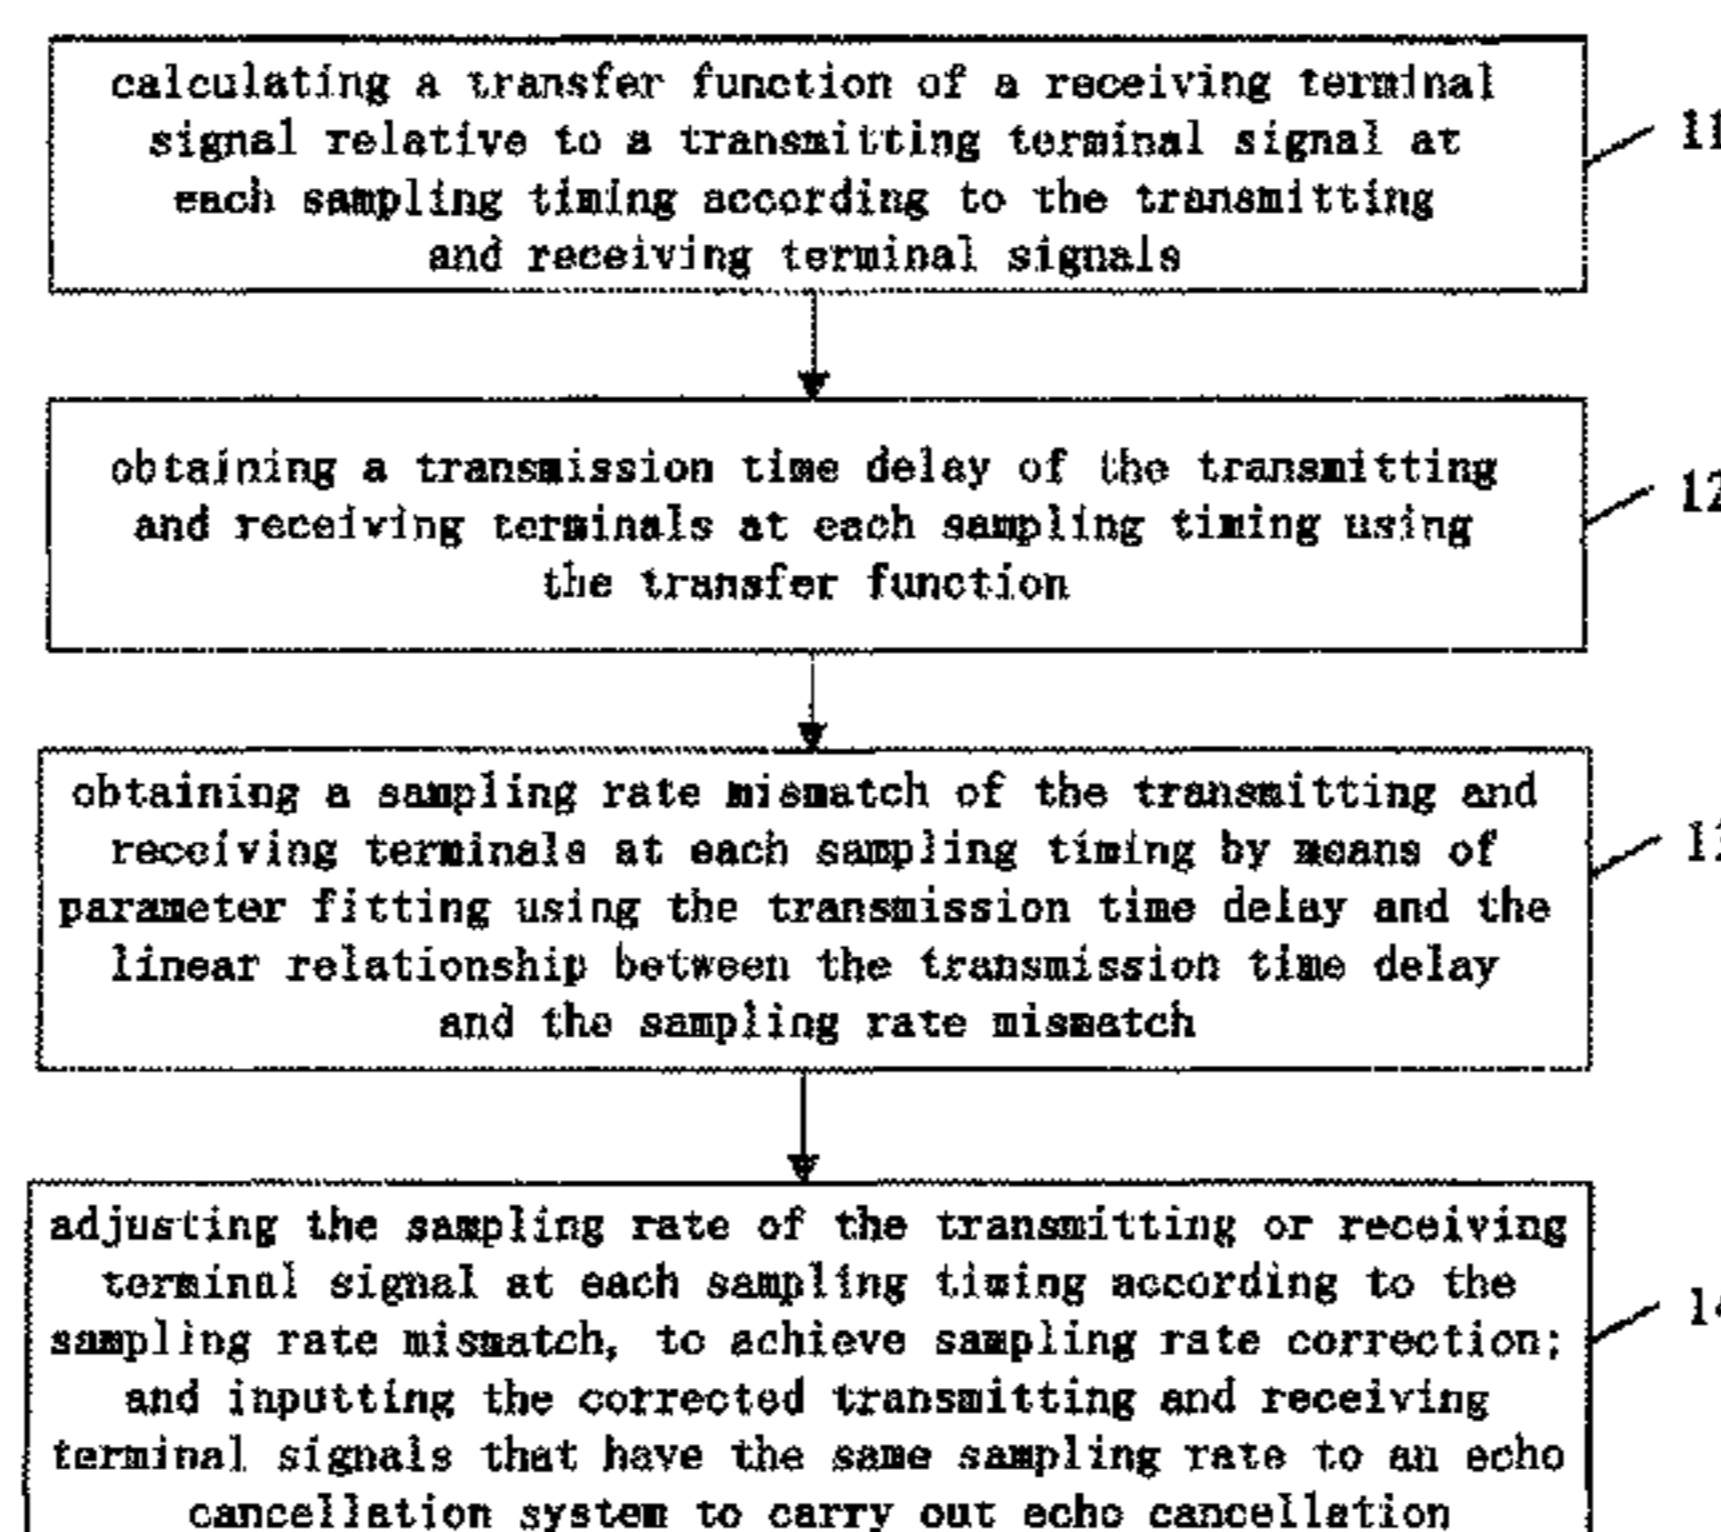 calculating a transfer function of a receiving terminal
signal relative to a transmitting terminal signal at
each sampling timing according to the transmitting
and receiving terminal signals
11
obtaining a transmission time delay of the transmitting
and receiving terminals at each sampling timing using
the transfer function
12
obtaining a sampling rate mismatch of the transmitting and
receiving terminals at each sampling timing by means of
parameter fitting using the transmission time delay and the
linear relationship between the transmission time delay
and the sampling rate mismatch
adjusting the sampling rate of the transmitting or receiving
terminal signal at each sampling timing according to the
sampling rate mismatch, to achieve sampling rate correction;
and inputting the corrected transmitting and receiving
terminal signals that have the same sampling rate to an echo
cancellation system to carry out echo cancellation